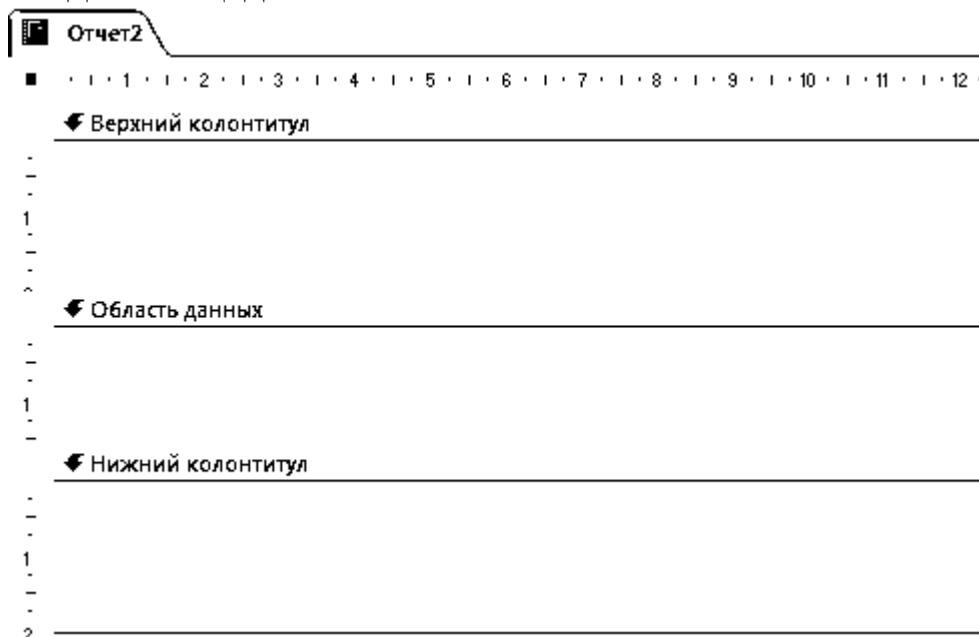 Отчет2
1 2 3 4 5 6 7 8 9 10 11 12
Верхний колонтитул
1
Область данных
1
Нижний колонтитул
1
2